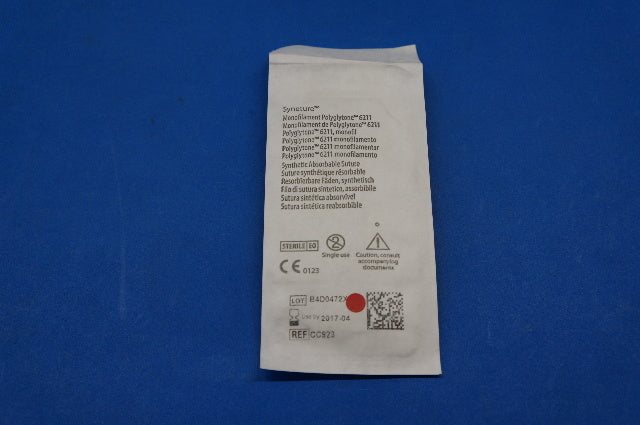 Syneture™
Monofilament Polyglytone™ 6211
Monofilament de Polyglytone™ 6211
Polyglytone™ 6211, monofil
Polyglytone™ 6211 monofilamento
Polyglytone™ 6211 monofilamentar
Polyglytone™ 6211 monofilamento
Synthetic Absorbable Suture
Suture synthétique résorbable
Resorbierbare Fäden, synthetisch
Filo di sutura sintetico, assorbibile
Sutura sintética absorvível
Sutura sintética reabsorbible
STERILE EO
2
Single use
Caution, consult
accompanying
documents
CE 0123
LOT B4D0472X
Use by 2017-04
REF